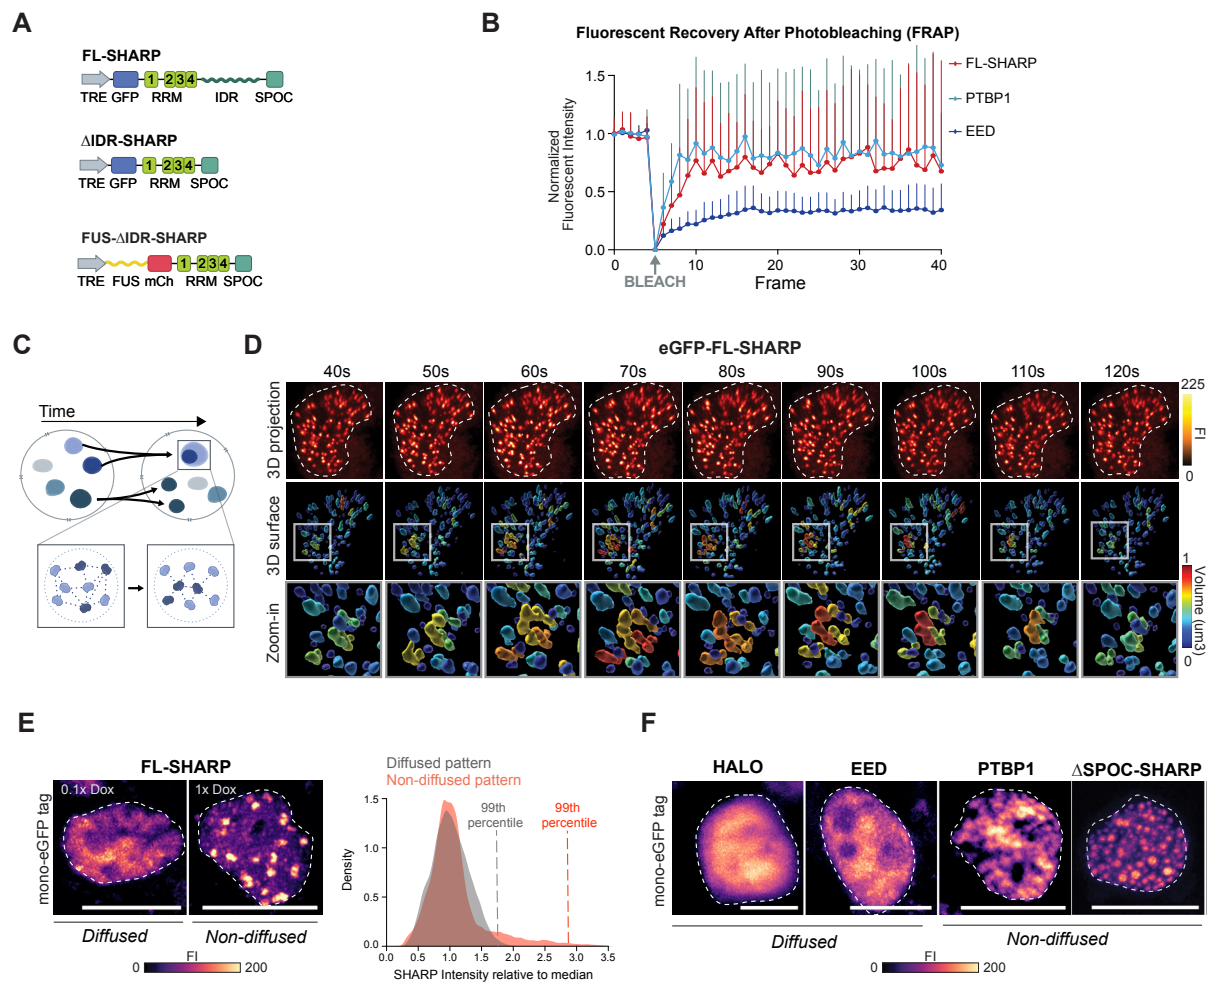 A
FL-SHARP
1 2 3 4
TRE GFP RRM IDR SPOC
ΔIDR-SHARP
1 2 3 4
TRE GFP RRM SPOC
FUS-ΔIDR-SHARP
1 2 3 4
TRE FUS mCh RRM SPOC
B
Fluorescent Recovery After Photobleaching (FRAP)
Normalized
Fluorescent Intensity
1.5
1.0
0.5
0.0
0 10 20 30 40
BLEACH
Frame
FL-SHARP
PTBP1
EED
C
Time
D
eGFP-FL-SHARP
40s 50s 60s 70s 80s 90s 100s 110s 120s
3D projection
3D surface
Zoom-in
225
FI
0
1
Volume (um3)
0
E
FL-SHARP
mono-eGFP tag
0.1x Dox
1x Dox
Diffused
Non-diffused
FI
0 200
Diffused pattern
Non-diffused pattern
99th
percentile
99th
percentile
Density
1.5
1.0
0.5
0.0
0.0 0.5 1.0 1.5 2.0 2.5 3.0 3.5
SHARP Intensity relative to median
F
HALO EED PTBP1 ΔSPOC-SHARP
mono-eGFP tag
Diffused
Non-diffused
FI
0 200